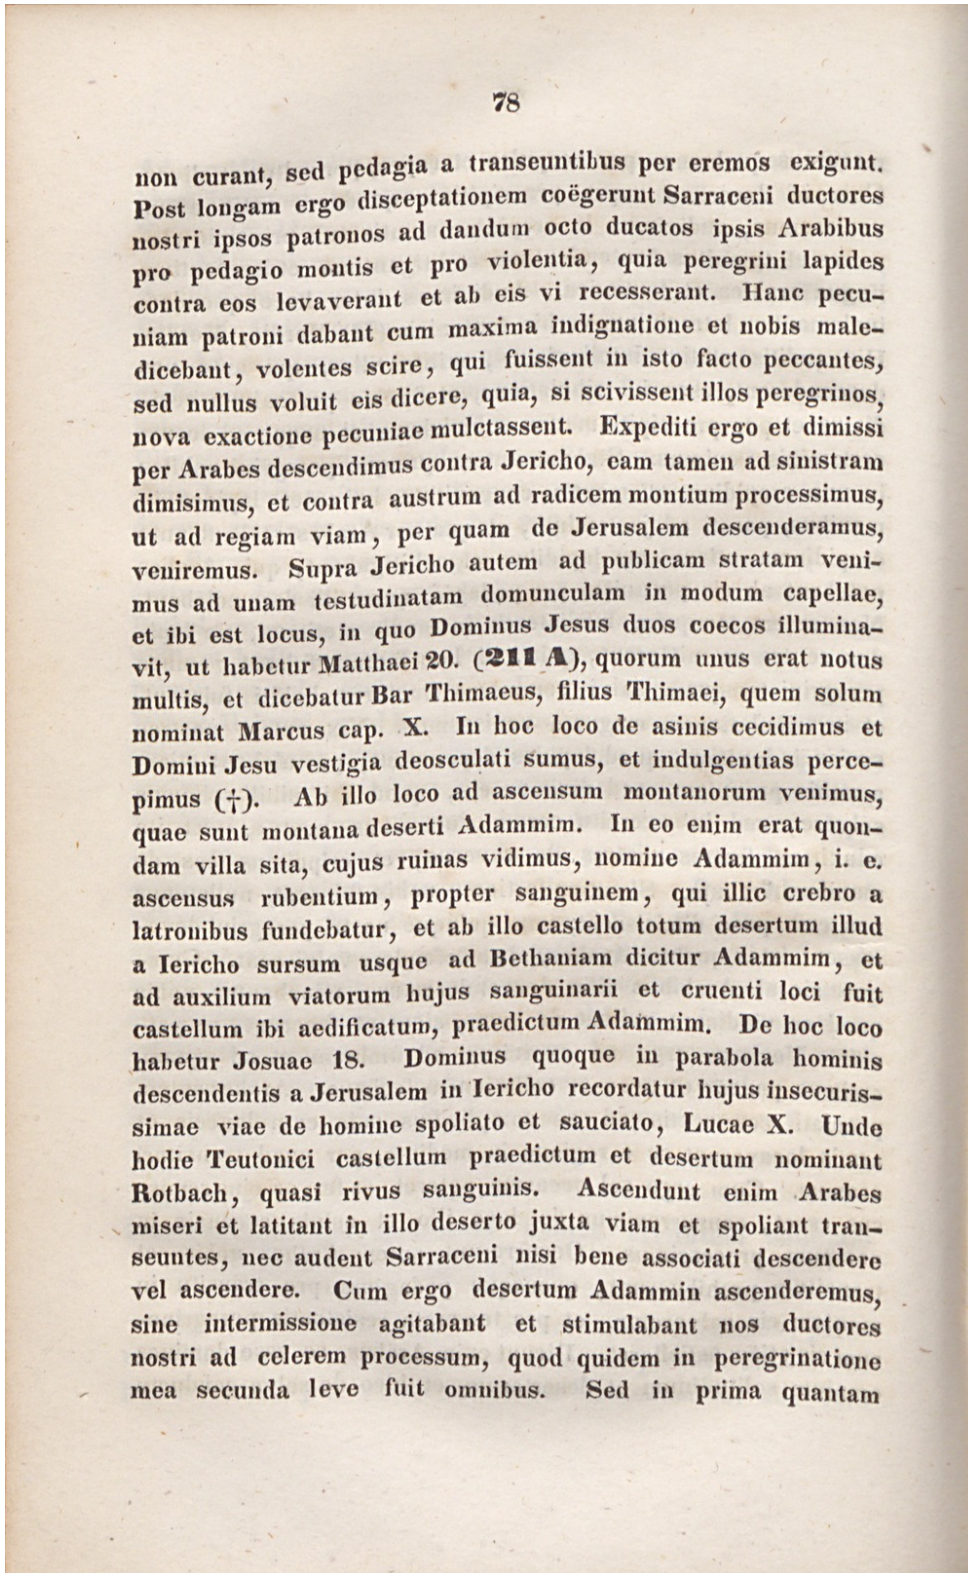 78
non curant, sed pedagia a transeuntibus per eremos exigunt.
Post longam ergo disceptationem coëgerunt Sarraceni ductores
nostri ipsos patronos ad dandum octo ducatos ipsis Arabibus
pro pedagio montis et pro violentia, quia peregrini lapides
contra eos levaverant et ab eis vi recesserant. Hanc pecu-
niam patroni dabant cum maxima indignatione et nobis male-
dicebant, volentes scire, qui fuissent in isto facto peccantes,
sed nullus voluit eis dicere, quia, si scivissent illos peregrinos,
nova exactione pecuniae mulctassent. Expediti ergo et dimissi
per Arabes descendimus contra Jericho, eam tamen ad sinistram
dimisimus, et contra austrum ad radicem montium processimus,
ut ad regiam viam, per quam de Jerusalem descenderamus,
veniremus. Supra Jericho autem ad publicam stratam veni-
mus ad unam testudinatam domunculam in modum capellae,
et ibi est locus, in quo Dominus Jesus duos coecos illumina-
vit, ut habetur Matthaei 20. (211 A), quorum unus erat notus
multis, et dicebatur Bar Thimaeus, filius Thimaei, quem solum
nominat Marcus cap. X. In hoc loco de asinis cecidimus et
Domini Jesu vestigia deosculati sumus, et indulgentias perce-
pimus (†). Ab illo loco ad ascensum montanorum venimus,
quae sunt montana deserti Adammim. In eo enim erat quon-
dam villa sita, cujus ruinas vidimus, nomine Adammim, i. e.
ascensus rubentium, propter sanguinem, qui illic crebro a
latronibus fundebatur, et ab illo castello totum desertum illud
a Iericho sursum usque ad Bethaniam dicitur Adammim, et
ad auxilium viatorum hujus sanguinarii et cruenti loci fuit
castellum ibi aedificatum, praedictum Adammim. De hoc loco
habetur Josuae 18. Dominus quoque in parabola hominis
descendentis a Jerusalem in Iericho recordatur hujus insecuris-
simae viae de homine spoliato et sauciato, Lucae X. Unde
hodie Teutonici castellum praedictum et desertum nominant
Rotbach, quasi rivus sanguinis. Ascendunt enim Arabes
miseri et latitant in illo deserto juxta viam et spoliant tran-
seuntes, nec audent Sarraceni nisi bene associati descendere
vel ascendere. Cum ergo desertum Adammin ascenderemus,
sine intermissione agitabant et stimulabant nos ductores
nostri ad celerem processum, quod quidem in peregrinatione
mea secunda leve fuit omnibus. Sed in prima quantam